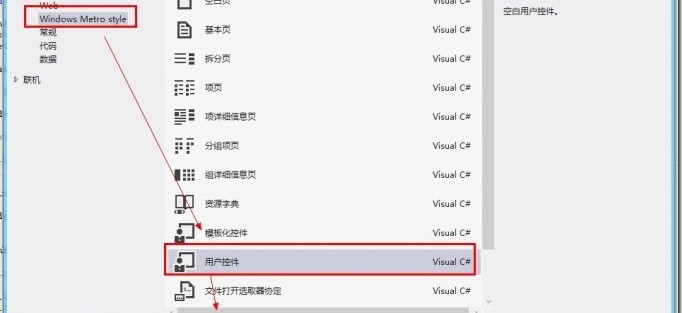 Web
Windows Metro style
常规
代码
数据
联机
空白页 Visual C#
基本页 Visual C#
拆分页 Visual C#
项页 Visual C#
项详细信息页 Visual C#
分组项页 Visual C#
组详细信息页 Visual C#
资源字典 Visual C#
模板化控件 Visual C#
用户控件 Visual C#
文件打开选取器协定 Visual C#
空白用户控件。